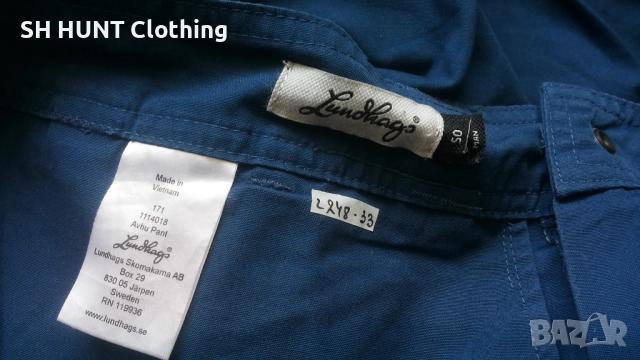 SH HUNT Clothing
Lundhags®
50
MAN
Made in
Vietnam
171
1114018
Avhu Pant
Lundhags
Lundhags Skomakarna AB
Box 29
830 05 Järpen
Sweden
RN 119936
www.lundhags.se
2248-33
BAZAR